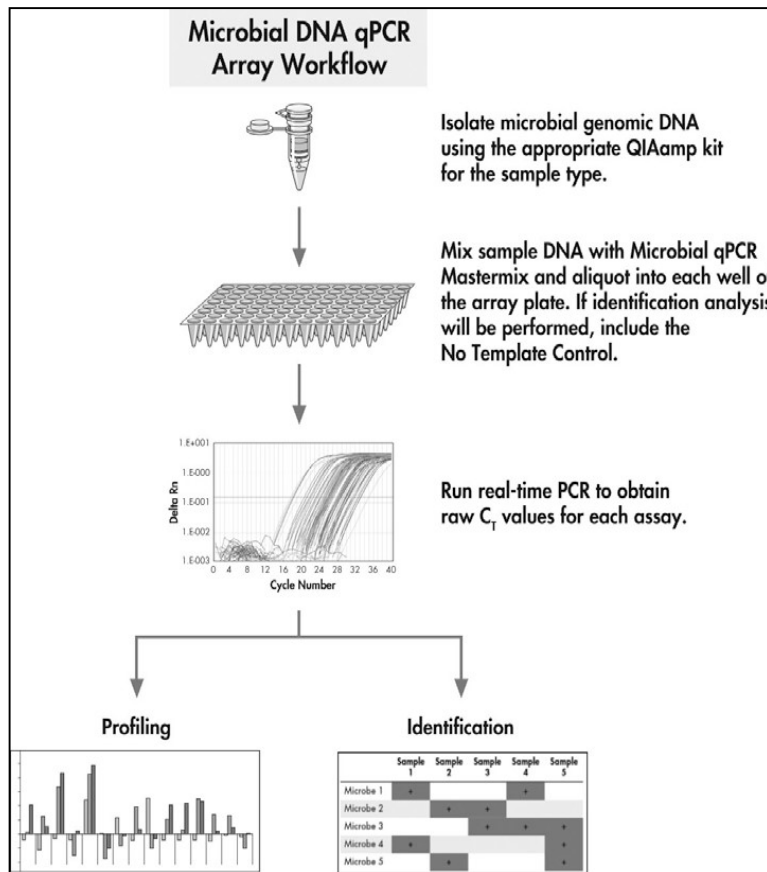 Microbial DNA qPCR
Array Workflow
Isolate microbial genomic DNA
using the appropriate QIAamp kit
for the sample type.
Mix sample DNA with Microbial qPCR
Mastermix and aliquot into each well o
the array plate. If identification analysis
will be performed, include the
No Template Control.
1.E+001
1.E-000
1.E-001
1.E-002
1.E-003
Delta Rn
0 4 8 12 16 20 24 28 32 36 40
Cycle Number
Run real-time PCR to obtain
raw CT values for each assay.
Profiling
Identification
Sample 1 Sample 2 Sample 3 Sample 4 Sample 5
Microbe 1 + +
Microbe 2 + +
Microbe 3 + + +
Microbe 4 + +
Microbe 5 + +